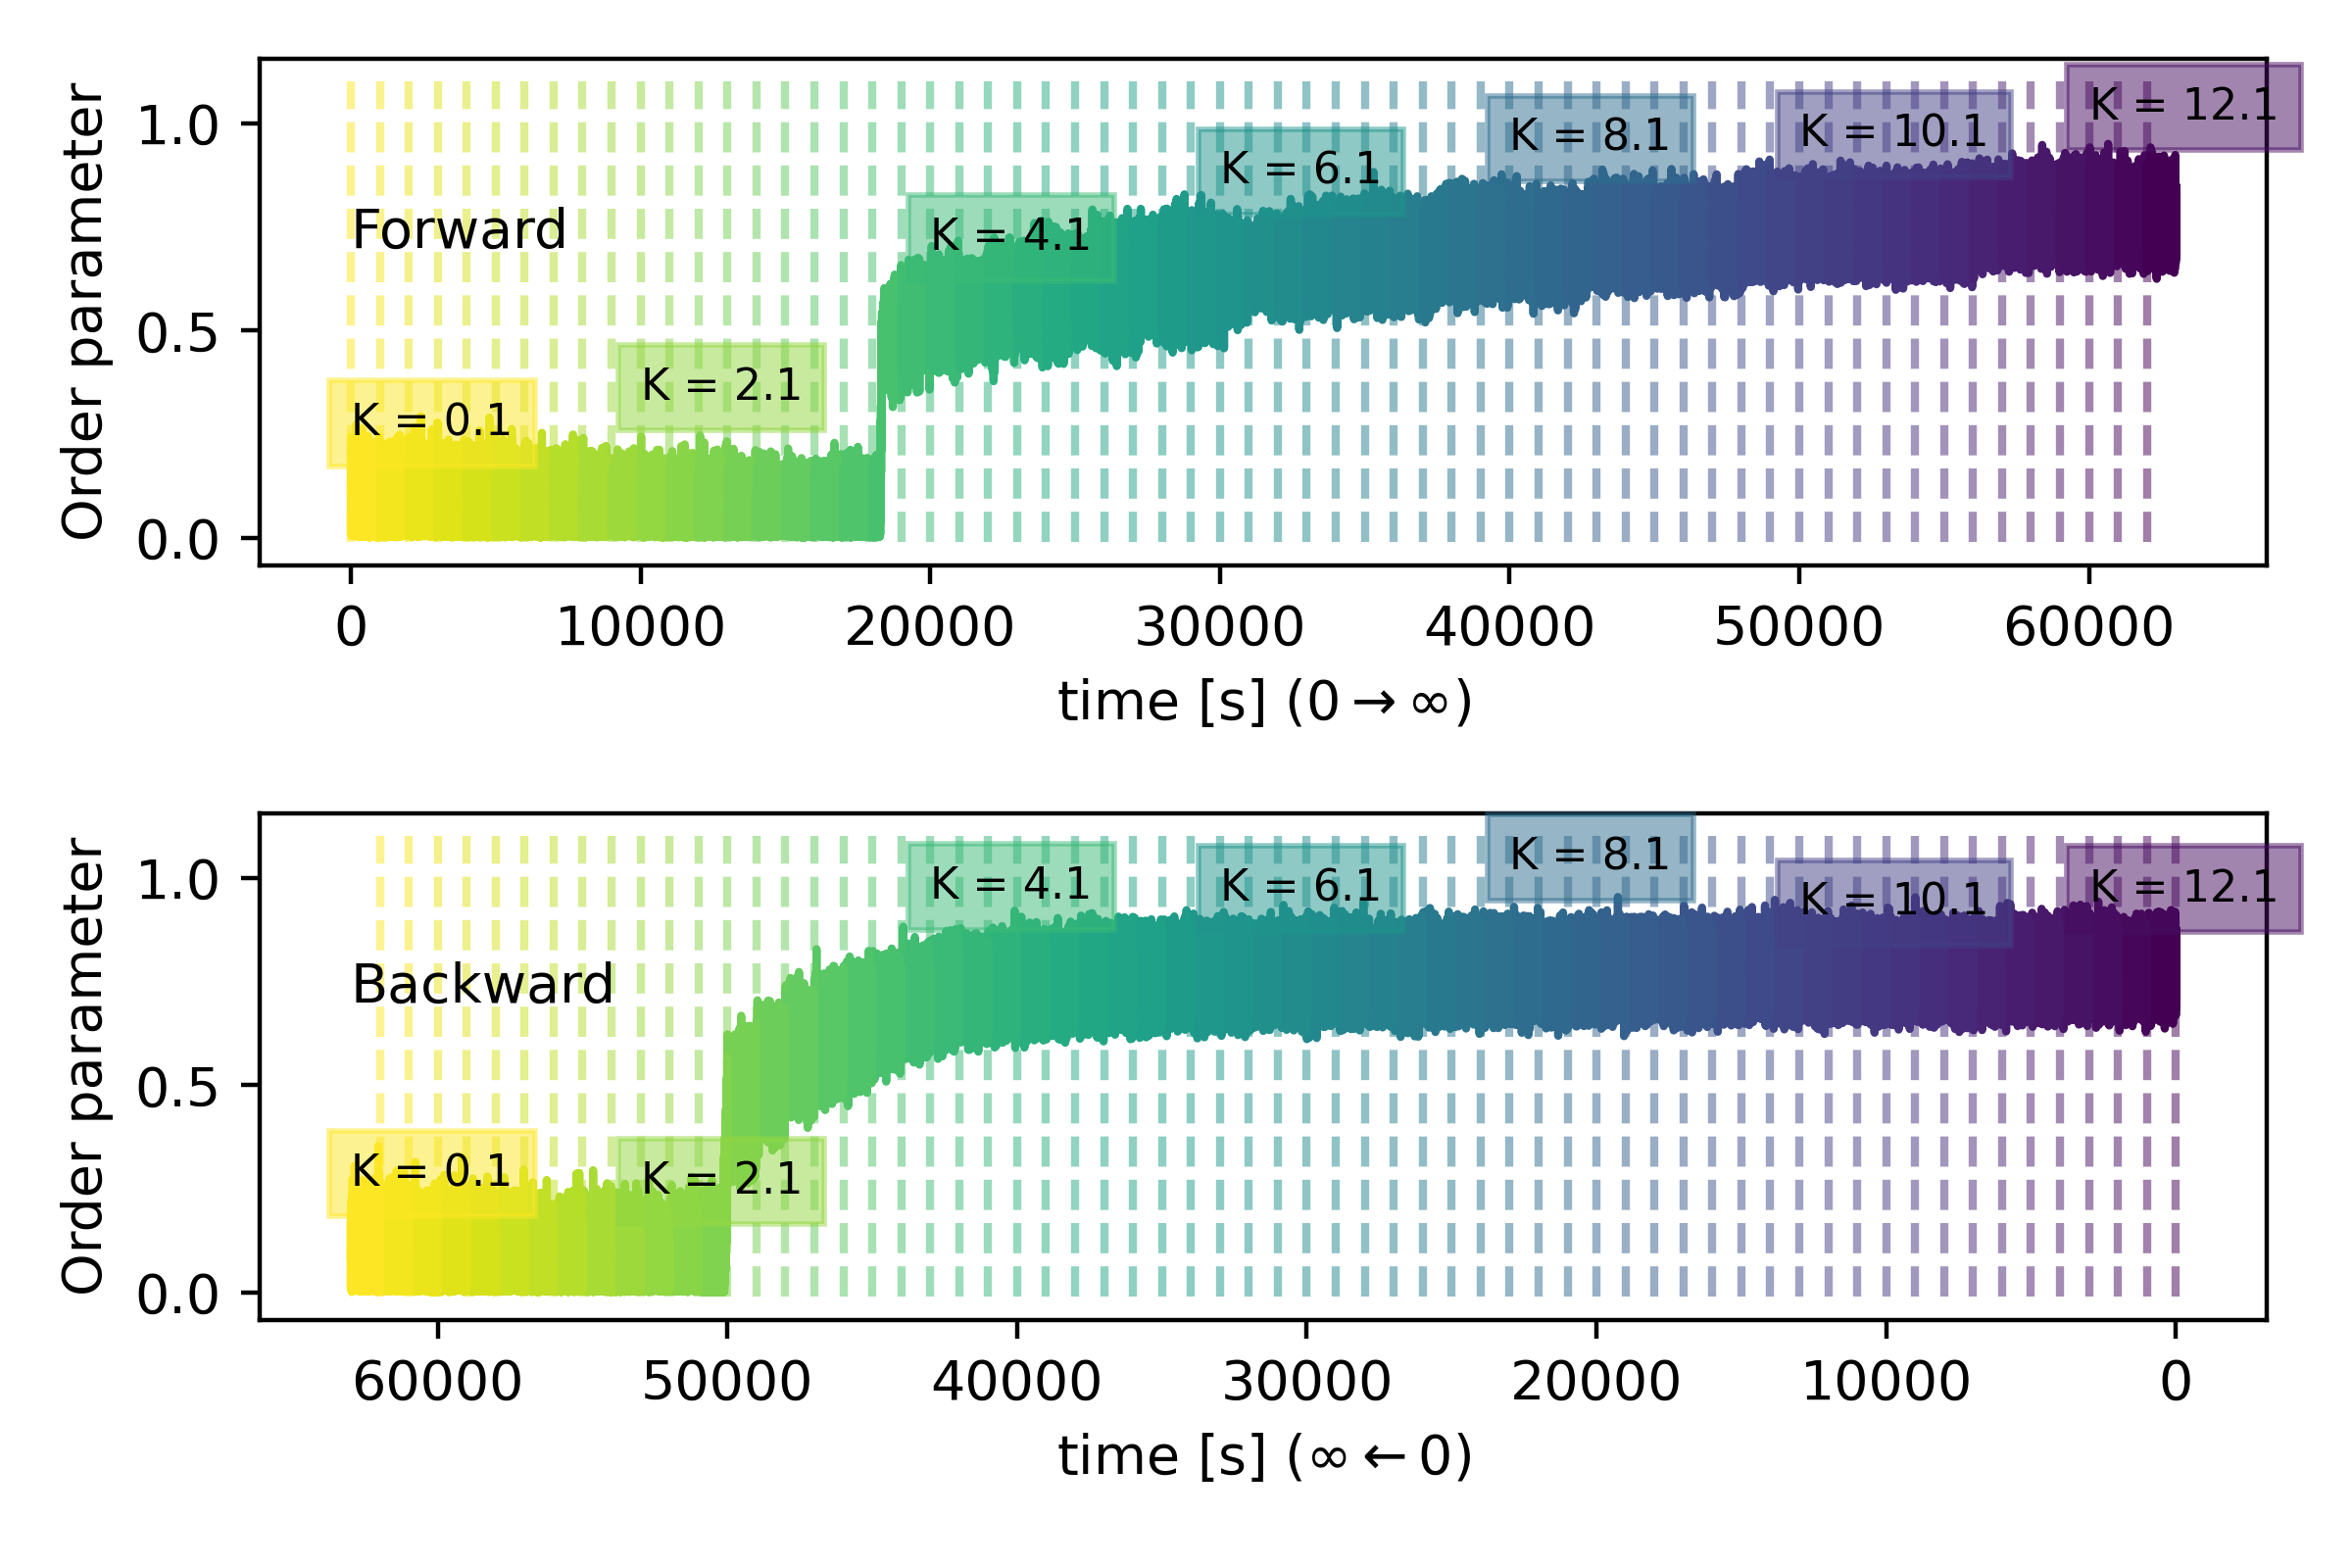 Order parameter
1.0
0.5
0.0
Forward
K = 0.1
K = 2.1
K = 4.1
K = 6.1
K = 8.1
K = 10.1
K = 12.1
0 10000 20000 30000 40000 50000 60000
time [s] (0 → ∞)
Order parameter
1.0
0.5
0.0
Backward
K = 0.1
K = 2.1
K = 4.1
K = 6.1
K = 8.1
K = 10.1
K = 12.1
60000 50000 40000 30000 20000 10000 0
time [s] (∞ ← 0)